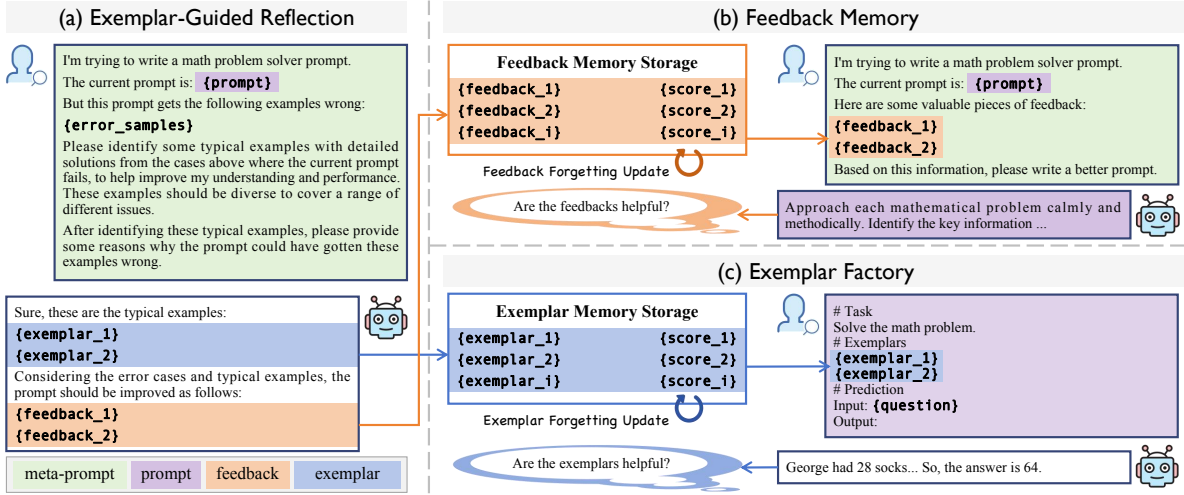 (a) Exemplar-Guided Reflection
I'm trying to write a math problem solver prompt.
The current prompt is: {prompt}
But this prompt gets the following examples wrong:
{error_samples}
Please identify some typical examples with detailed
solutions from the cases above where the current prompt
fails, to help improve my understanding and performance.
These examples should be diverse to cover a range of
different issues.
After identifying these typical examples, please provide
some reasons why the prompt could have gotten these
examples wrong.
Sure, these are the typical examples:
{exemplar_1}
{exemplar_2}
Considering the error cases and typical examples, the
prompt should be improved as follows:
{feedback_1}
{feedback_2}
meta-prompt prompt feedback exemplar
(b) Feedback Memory
Feedback Memory Storage
{feedback_1} {score_1}
{feedback_2} {score_2}
{feedback_i} {score_i}
Feedback Forgetting Update
Are the feedbacks helpful?
I'm trying to write a math problem solver prompt.
The current prompt is: {prompt}
Here are some valuable pieces of feedback:
{feedback_1}
{feedback_2}
Based on this information, please write a better prompt.
Approach each mathematical problem calmly and
methodically. Identify the key information ...
(c) Exemplar Factory
Exemplar Memory Storage
{exemplar_1} {score_1}
{exemplar_2} {score_2}
{exemplar_i} {score_i}
Exemplar Forgetting Update
Are the exemplars helpful?
# Task
Solve the math problem.
# Exemplars
{exemplar_1}
{exemplar_2}
# Prediction
Input: {question}
Output:
George had 28 socks... So, the answer is 64.